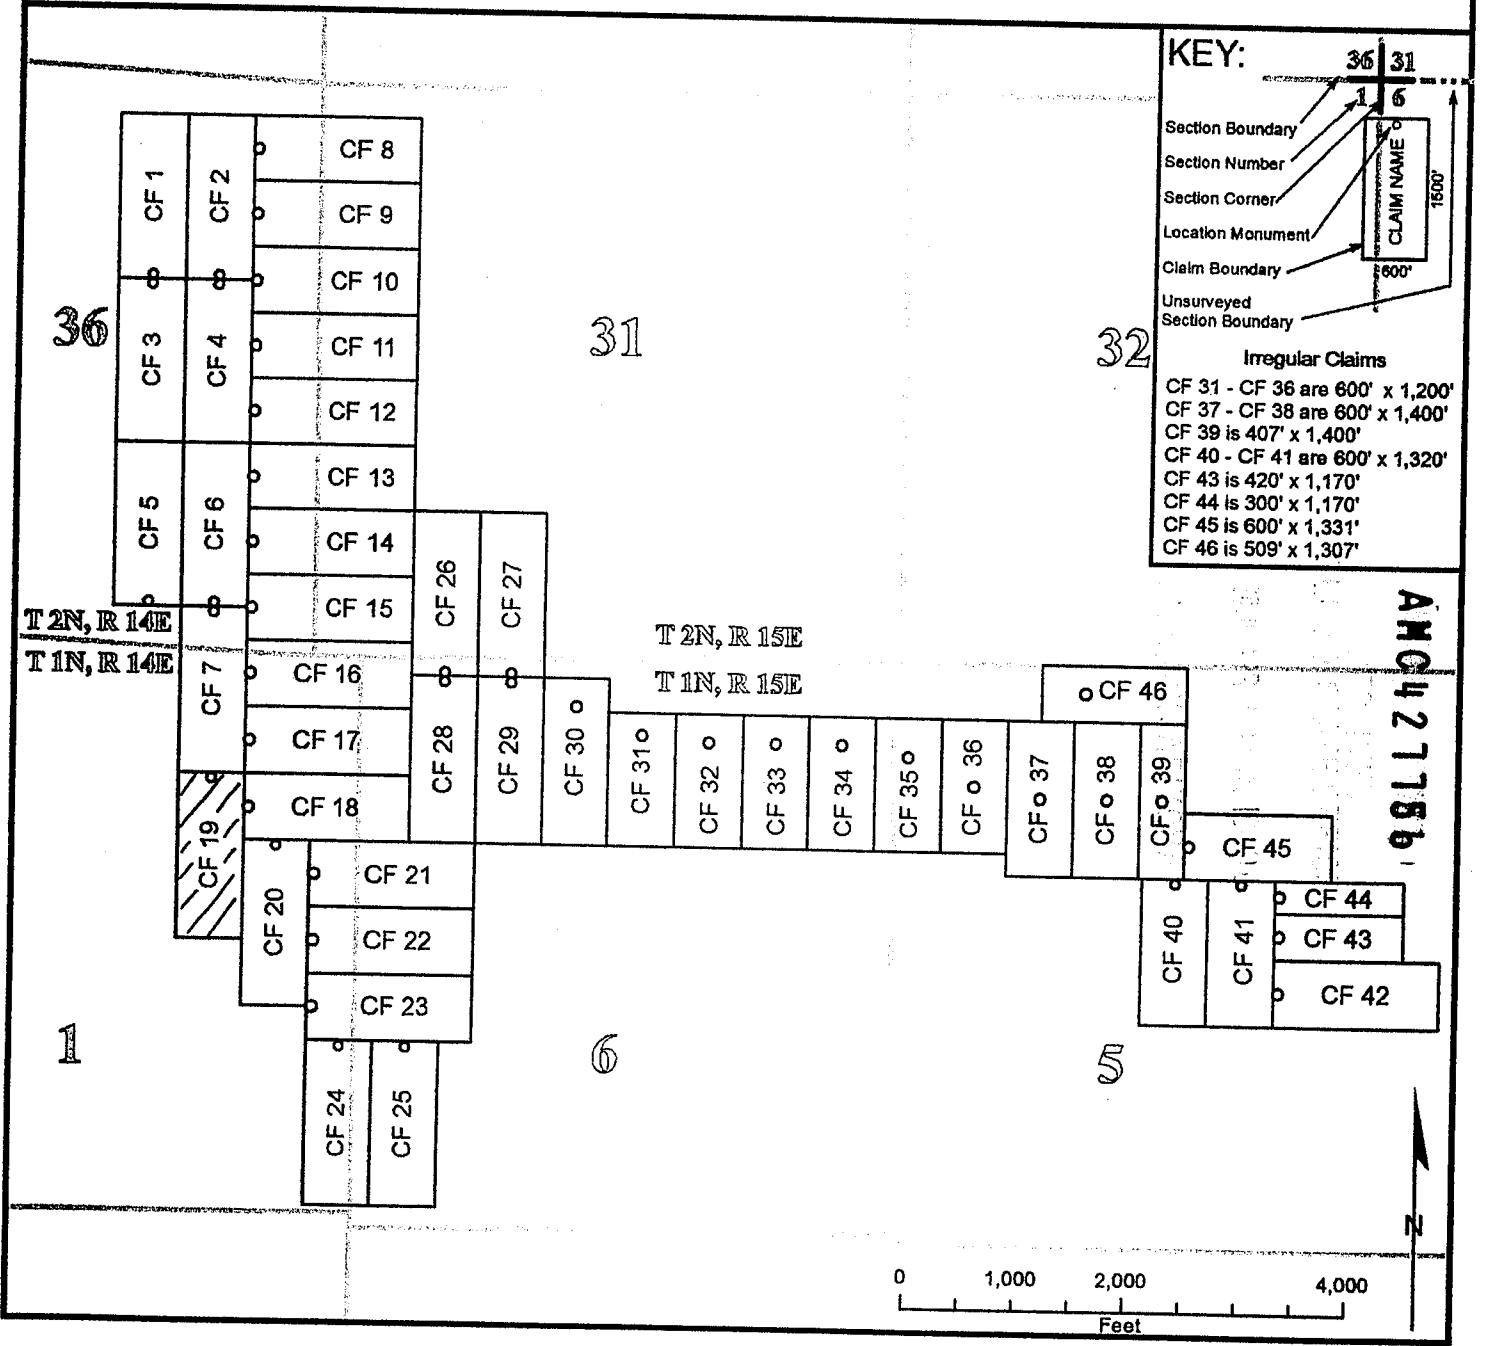 KEY:
36 31
1 6
Section Boundary
Section Number
Section Corner
Location Monument
Claim Boundary
Unsurveyed
Section Boundary
CLAIM NAME
1500'
600'
Irregular Claims
CF 31 - CF 36 are 600' x 1,200'
CF 37 - CF 38 are 600' x 1,400'
CF 39 is 407' x 1,400'
CF 40 - CF 41 are 600' x 1,320'
CF 43 is 420' x 1,170'
CF 44 is 300' x 1,170'
CF 45 is 600' x 1,331'
CF 46 is 509' x 1,307'
CF 1
CF 2
CF 8
CF 9
CF 10
36
CF 3
CF 4
CF 11
31
32
CF 12
CF 13
CF 5
CF 6
CF 14
CF 26
CF 27
CF 15
T 2N, R 14E
T 2N, R 15E
T 1N, R 14E
T 1N, R 15E
CF 7
CF 16
CF 46
CF 17
CF 28
CF 29
CF 30
CF 31
CF 32
CF 33
CF 34
CF 35
CF 36
CF 37
CF 38
CF 39
CF 18
CF 19
CF 45
CF 20
CF 21
CF 44
CF 22
CF 40
CF 41
CF 43
CF 23
CF 42
1
6
5
CF 24
CF 25
AMC427786
N
0 1,000 2,000 4,000
Feet